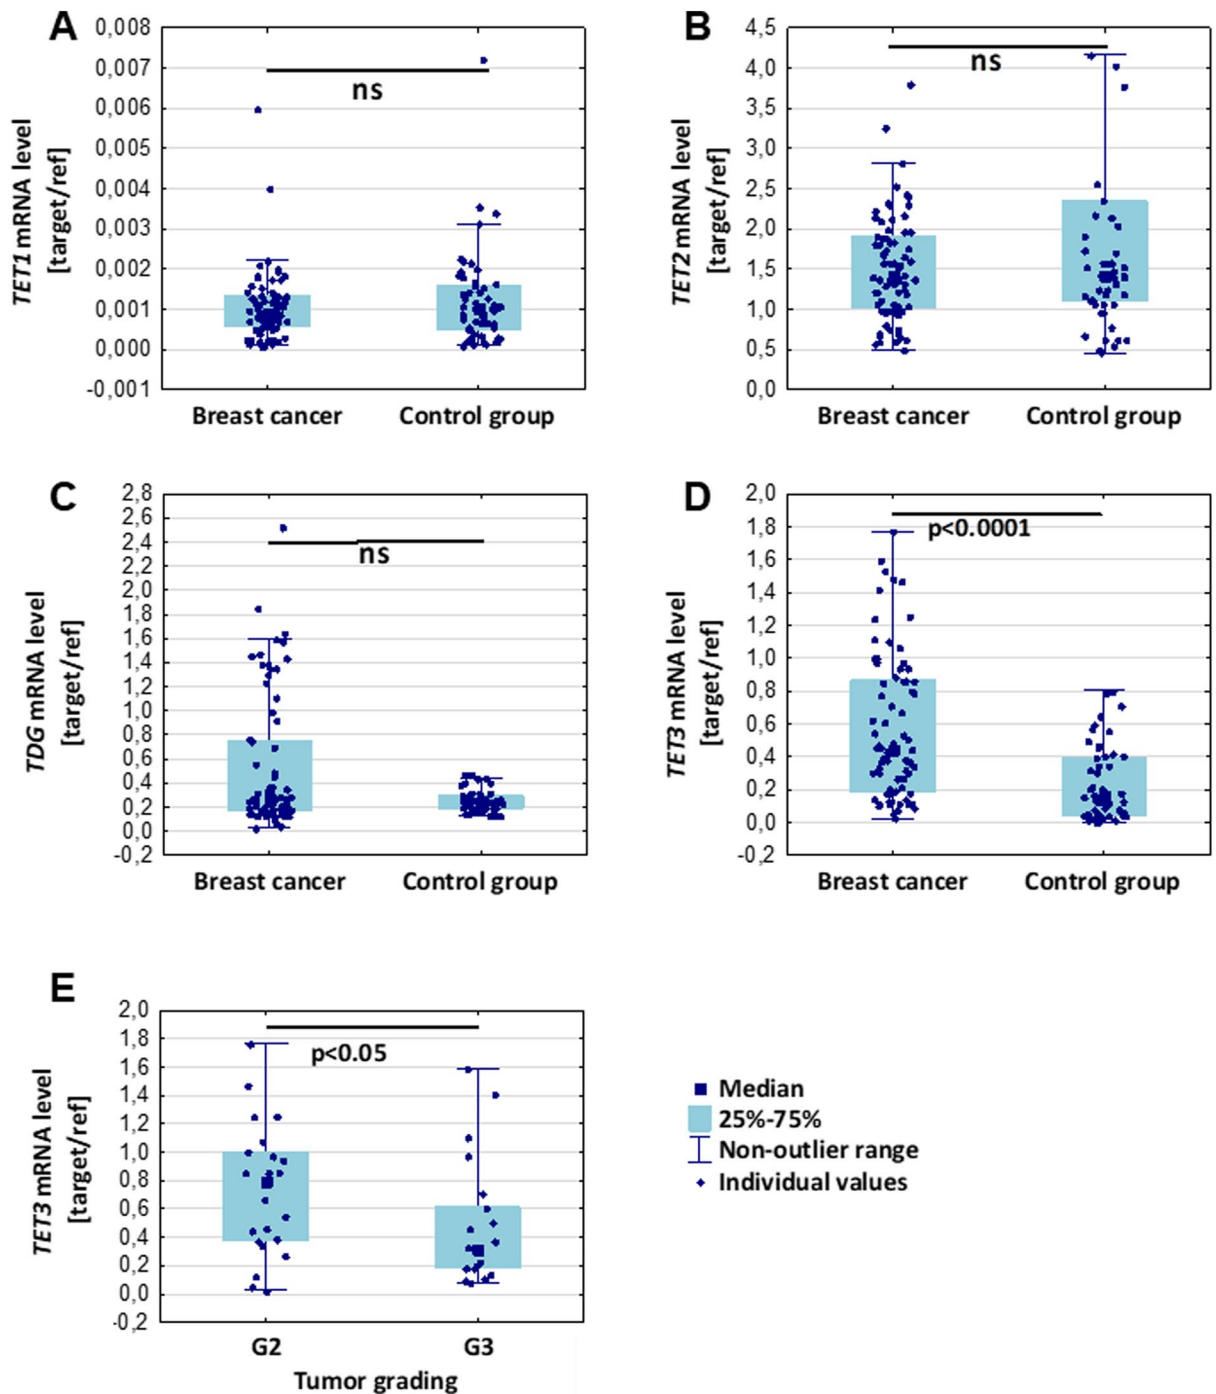 A
TET1 mRNA level
[target/ref]
0,008
0,007
0,006
0,005
0,004
0,003
0,002
0,001
0,000
-0,001
ns
Breast cancer
Control group
B
TET2 mRNA level
[target/ref]
4,5
4,0
3,5
3,0
2,5
2,0
1,5
1,0
0,5
0,0
ns
Breast cancer
Control group
C
TDG mRNA level
[target/ref]
2,8
2,6
2,4
2,2
2,0
1,8
1,6
1,4
1,2
1,0
0,8
0,6
0,4
0,2
0,0
-0,2
ns
Breast cancer
Control group
D
TET3 mRNA level
[target/ref]
2,0
1,8
1,6
1,4
1,2
1,0
0,8
0,6
0,4
0,2
0,0
-0,2
p<0.0001
Breast cancer
Control group
E
TET3 mRNA level
[target/ref]
2,0
1,8
1,6
1,4
1,2
1,0
0,8
0,6
0,4
0,2
0,0
-0,2
p<0.05
G2
G3
Tumor grading
Median
25%-75%
Non-outlier range
Individual values